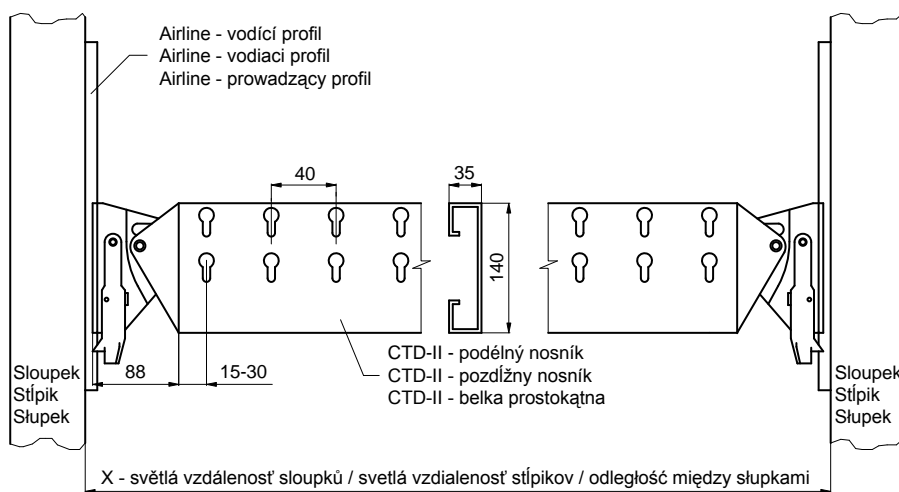 Airline - vodící profil
Airline - vodiaci profil
Airline - prowadzący profil
40
35
140
CTD-II - podélný nosník
CTD-II - pozdĺžny nosník
CTD-II - belka prostokątna
88
15-30
Sloupek
Stĺpik
Słupek
Sloupek
Stĺpik
Słupek
X - světlá vzdálenosť sloupků / svetlá vzdialenosť stĺpikov / odległość między słupkami